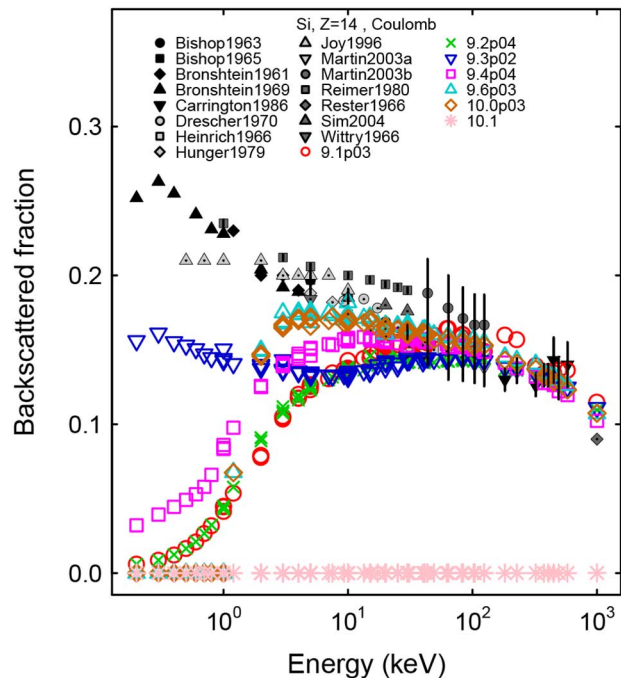 Si, Z=14 , Coulomb
Bishop1963
Bishop1965
Bronshtein1961
Bronshtein1969
Carrington1986
Drescher1970
Heinrich1966
Hunger1979
Joy1996
Martin2003a
Martin2003b
Reimer1980
Rester1966
Sim2004
Wittry1966
9.1p03
9.2p04
9.3p02
9.4p04
9.6p03
10.0p03
10.1
Backscattered fraction
0.3
0.2
0.1
0.0
10⁰ 10¹ 10² 10³
Energy (keV)